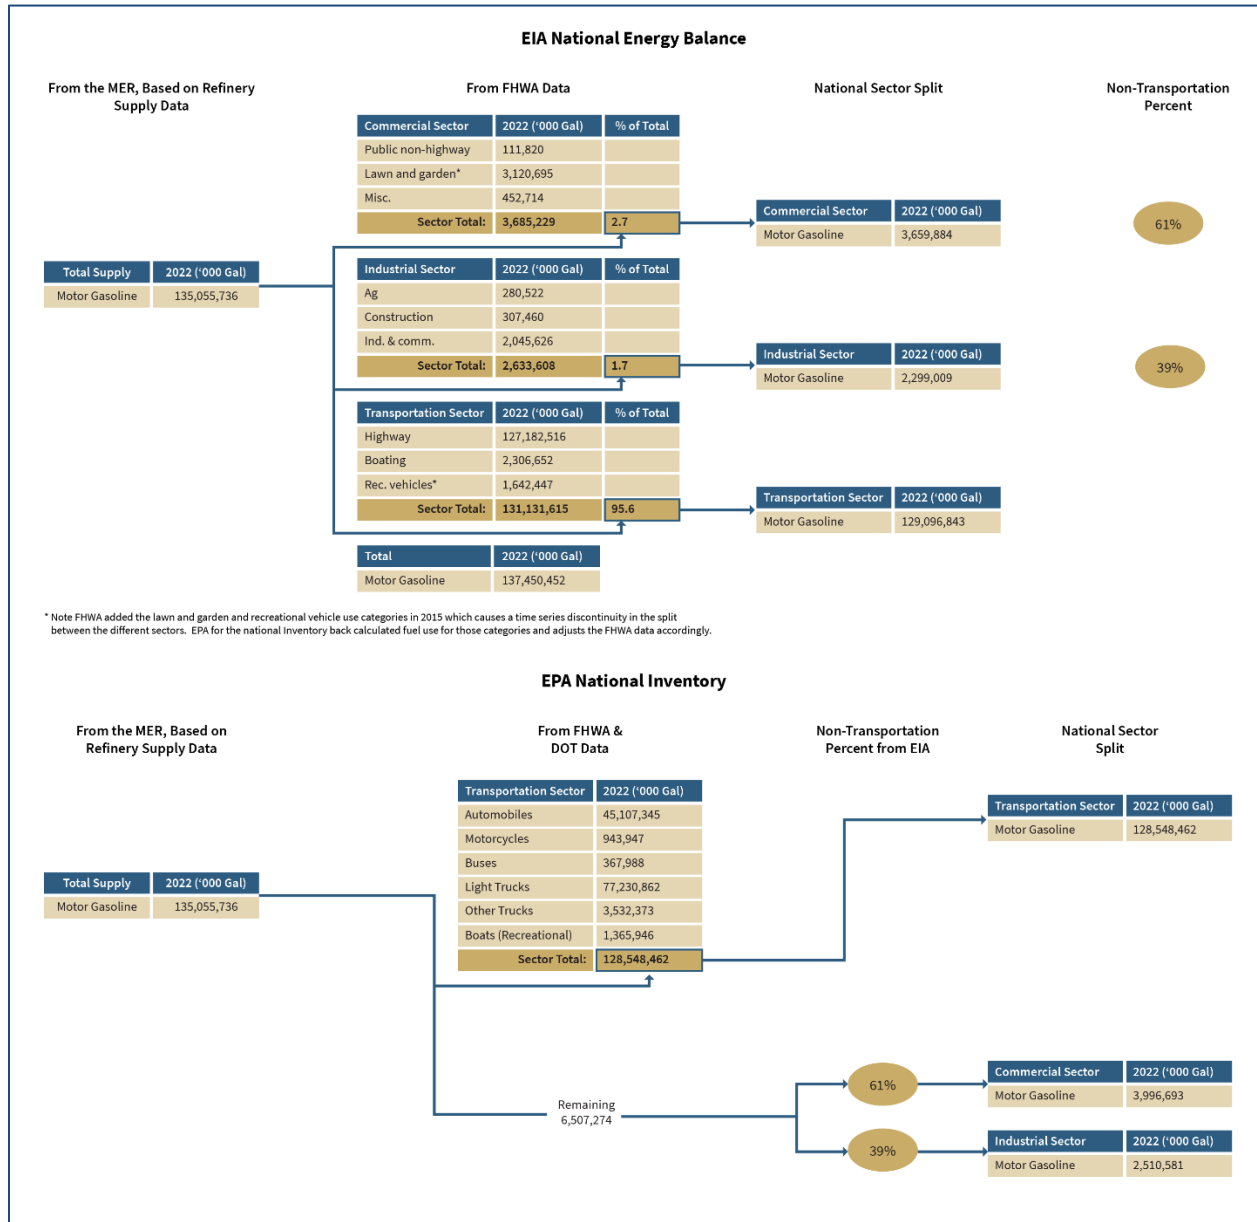 EIA National Energy Balance
From the MER, Based on Refinery
Supply Data
From FHWA Data
National Sector Split
Non-Transportation
Percent
Commercial Sector 2022 (‘000 Gal) % of Total
Public non-highway 111,820
Lawn and garden* 3,120,695
Misc. 452,714
Sector Total: 3,685,229 2.7
Commercial Sector 2022 (‘000 Gal)
Motor Gasoline 3,659,884
61%
Total Supply 2022 (‘000 Gal)
Motor Gasoline 135,055,736
Industrial Sector 2022 (‘000 Gal) % of Total
Ag 280,522
Construction 307,460
Ind. & comm. 2,045,626
Sector Total: 2,633,608 1.7
Industrial Sector 2022 (‘000 Gal)
Motor Gasoline 2,299,009
39%
Transportation Sector 2022 (‘000 Gal) % of Total
Highway 127,182,516
Boating 2,306,652
Rec. vehicles* 1,642,447
Sector Total: 131,131,615 95.6
Transportation Sector 2022 (‘000 Gal)
Motor Gasoline 129,096,843
Total 2022 (‘000 Gal)
Motor Gasoline 137,450,452
* Note FHWA added the lawn and garden and recreational vehicle use categories in 2015 which causes a time series discontinuity in the split
between the different sectors. EPA for the national Inventory back calculated fuel use for those categories and adjusts the FHWA data accordingly.
EPA National Inventory
From the MER, Based on
Refinery Supply Data
From FHWA &
DOT Data
Non-Transportation
Percent from EIA
National Sector
Split
Transportation Sector 2022 (‘000 Gal)
Automobiles 45,107,345
Motorcycles 943,947
Buses 367,988
Light Trucks 77,230,862
Other Trucks 3,532,373
Boats (Recreational) 1,365,946
Sector Total: 128,548,462
Transportation Sector 2022 (‘000 Gal)
Motor Gasoline 128,548,462
Total Supply 2022 (‘000 Gal)
Motor Gasoline 135,055,736
Remaining
6,507,274
61%
Commercial Sector 2022 (‘000 Gal)
Motor Gasoline 3,996,693
39%
Industrial Sector 2022 (‘000 Gal)
Motor Gasoline 2,510,581